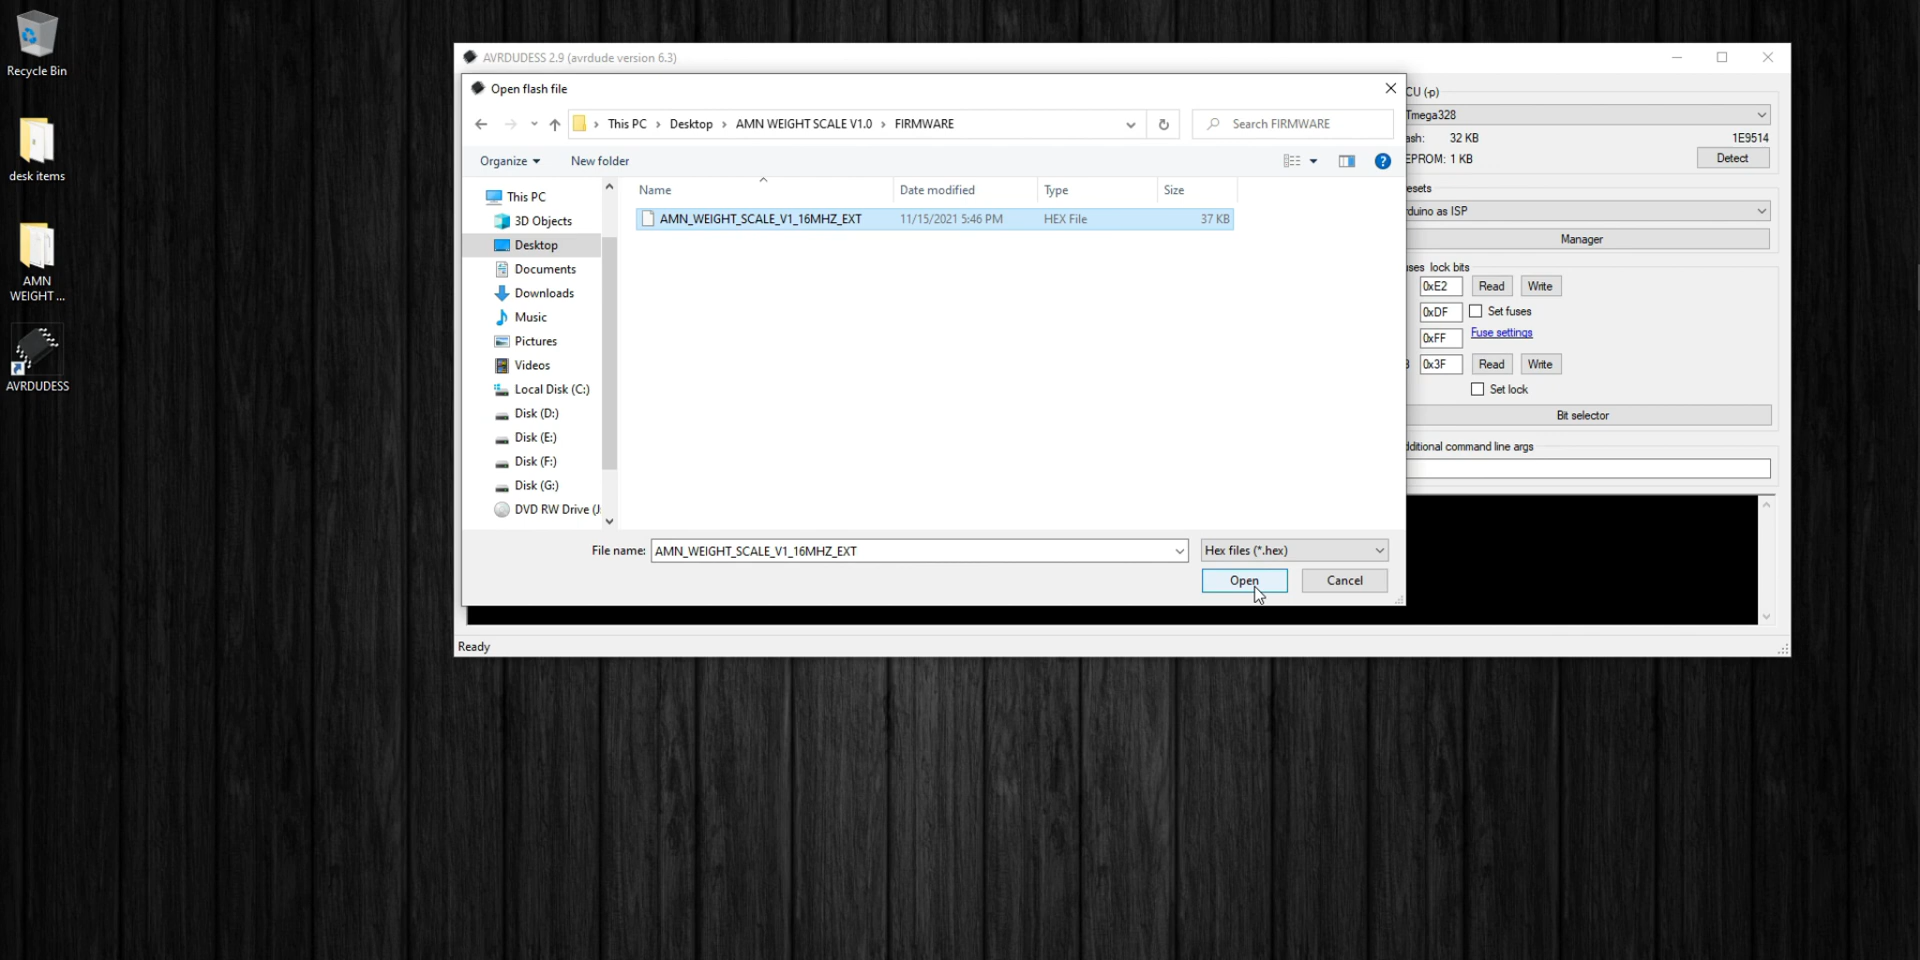 Recycle Bin
desk items
AMN
WEIGHT ...
AVRDUDESS
AVRDUDESS 2.9 (avrdude version 6.3)
Open flash file
This PC › Desktop › AMN WEIGHT SCALE V1.0 › FIRMWARE
Search FIRMWARE
Organize
New folder
Name
Date modified
Type
Size
AMN_WEIGHT_SCALE_V1_16MHZ_EXT
11/15/2021 5:46 PM
HEX File
37 KB
This PC
3D Objects
Desktop
Documents
Downloads
Music
Pictures
Videos
Local Disk (C:)
Disk (D:)
Disk (E:)
Disk (F:)
Disk (G:)
DVD RW Drive (J:
File name:
AMN_WEIGHT_SCALE_V1_16MHZ_EXT
Hex files (*.hex)
Open
Cancel
CU (-p)
Tmega328
ash: 32 KB
1E9514
EPROM: 1 KB
Detect
esets
rduino as ISP
Manager
uses lock bits
0xE2
Read
Write
0xDF
Set fuses
0xFF
Fuse settings
0x3F
Read
Write
Set lock
Bit selector
dditional command line args
Ready